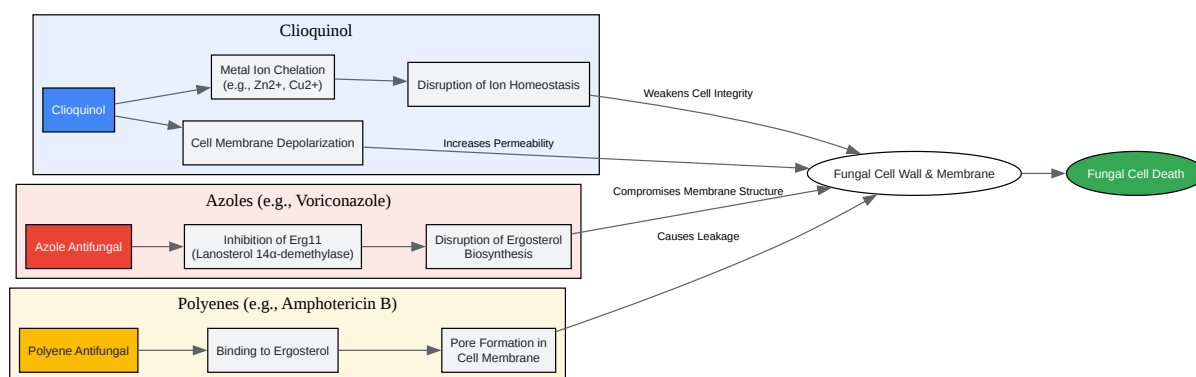 Clioquinol
Clioquinol
Metal Ion Chelation
(e.g., Zn2+, Cu2+)
Disruption of Ion Homeostasis
Weakens Cell Integrity
Cell Membrane Depolarization
Increases Permeability
Azoles (e.g., Voriconazole)
Azole Antifungal
Inhibition of Erg11
(Lanosterol 14α-demethylase)
Disruption of Ergosterol
Biosynthesis
Compromises Membrane Structure
Polyenes (e.g., Amphotericin B)
Polyene Antifungal
Binding to Ergosterol
Pore Formation in
Cell Membrane
Causes Leakage
Fungal Cell Wall & Membrane
Fungal Cell Death